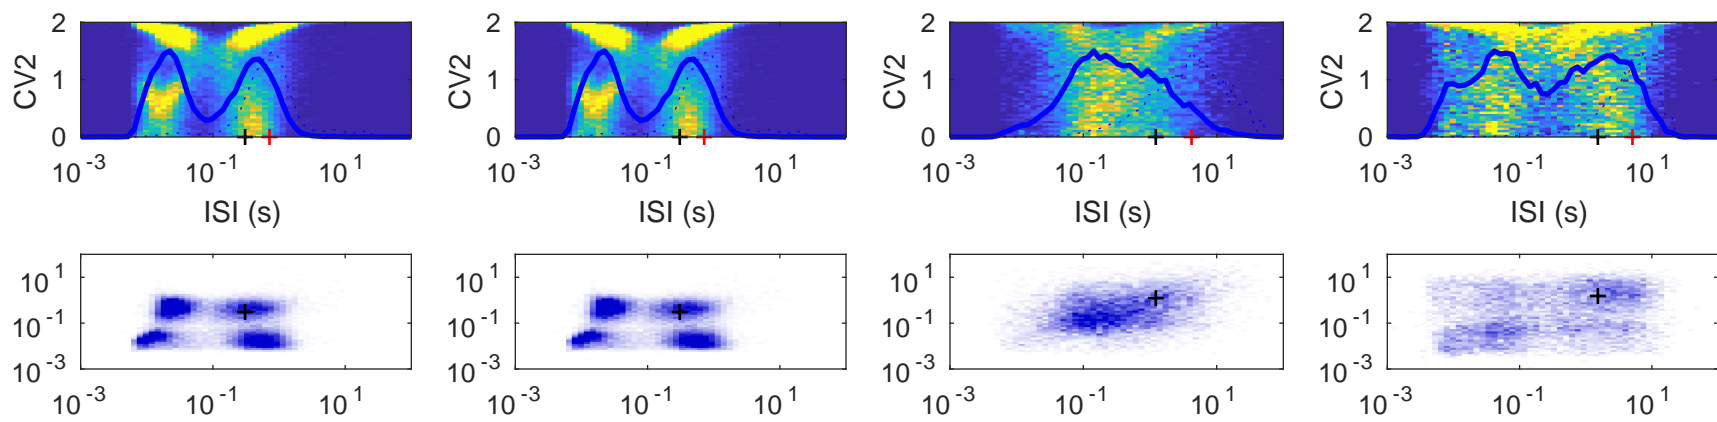 2 2 2 2
CV2 1 CV2 1 CV2 1 CV2 1
0 0 0 0
10^-3 10^-1 10^1 10^-3 10^-1 10^1 10^-3 10^-1 10^1 10^-3 10^-1 10^1
ISI (s) ISI (s) ISI (s) ISI (s)
10^1 10^1 10^1 10^1
10^-1 10^-1 10^-1 10^-1
10^-3 10^-3 10^-3 10^-3
10^-3 10^-1 10^1 10^-3 10^-1 10^1 10^-3 10^-1 10^1 10^-3 10^-1 10^1